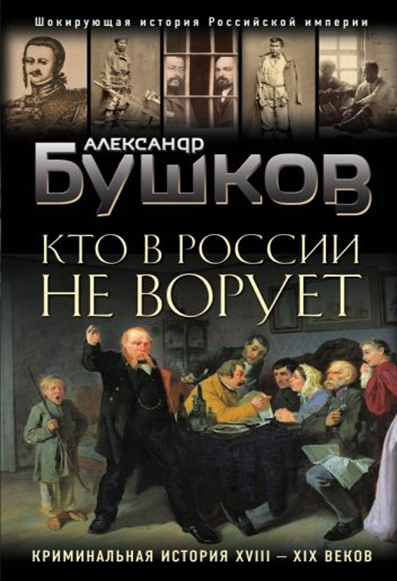 Шокирующая история Российской империи
АЛЕКСАНДР
БУШКОВ
КТО В РОССИИ
НЕ ВОРУЕТ
КРИМИНАЛЬНАЯ ИСТОРИЯ XVIII – XIX ВЕКОВ